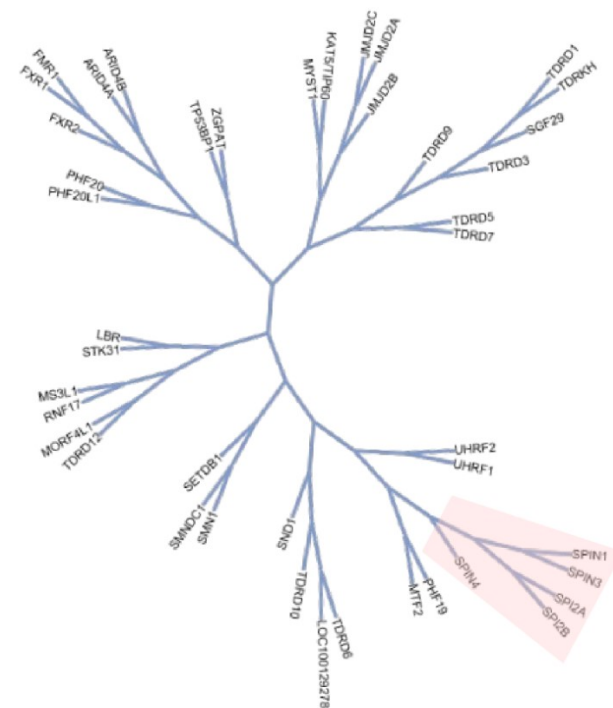 FMR1
FXR1
FXR2
ARID4B
ARID4A
PHF20
PHF20L1
ZGPAT
TP53BP1
KAT5/TIP60
MYST1
JMJD2C
JMJD2A
JMJD2B
TDRD1
TDRKH
SGF29
TDRD3
TDRD9
TDRD5
TDRD7
LBR
STK31
MS3L1
RNF17
MORF4L1
TDRD12
SETDB1
SMNDC1
SMN1
SND1
TDRD10
LOC100129278
TDRD6
UHRF2
UHRF1
MTF2
PHF19
SPIN4
SPIN1
SPIN3
SPI2A
SPI2B